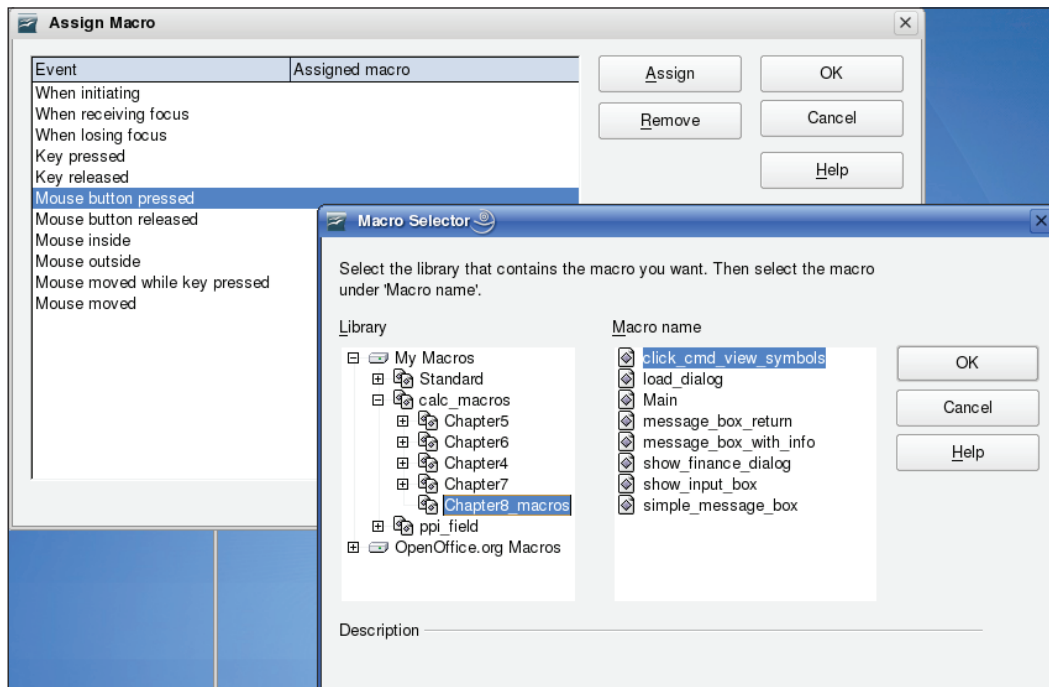 Assign Macro
Event Assigned macro
When initiating
When receiving focus
When losing focus
Key pressed
Key released
Mouse button pressed
Mouse button released
Mouse inside
Mouse outside
Mouse moved while key pressed
Mouse moved
Assign
OK
Remove
Cancel
Help
Macro Selector
Select the library that contains the macro you want. Then select the macro
under 'Macro name'.
Library
My Macros
Standard
calc_macros
Chapter5
Chapter6
Chapter4
Chapter7
Chapter8_macros
ppi_field
OpenOffice.org Macros
Macro name
click_cmd_view_symbols
load_dialog
Main
message_box_return
message_box_with_info
show_finance_dialog
show_input_box
simple_message_box
OK
Cancel
Help
Description